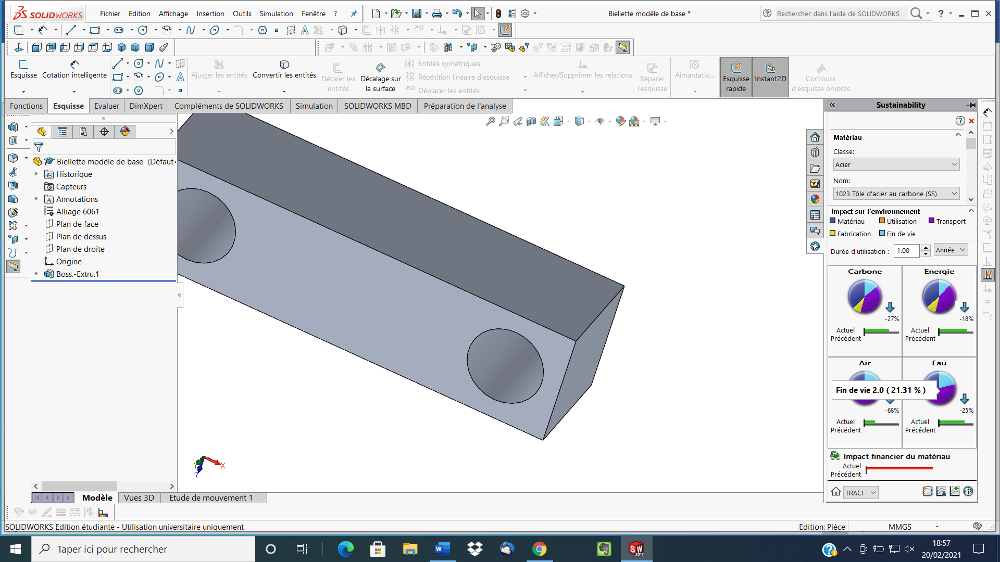 SOLIDWORKS
Fichier Edition Affichage Insertion Outils Simulation Fenêtre ?
Biellette modèle de base *
Rechercher dans l'aide de SOLIDWORKS
Esquisse
Cotation intelligente
Ajuster les entités
Convertir les entités
Décaler les entités
Décalage sur la surface
Entités symétriques
Répétition linéaire d'esquisse
Déplacer les entités
Afficher/Supprimer les relations
Réparer l'esquisse
Aimantatio...
Esquisse rapide
Instant2D
Contours d'esquisse ombrés
Fonctions Esquisse Evaluer DimXpert Compléments de SOLIDWORKS Simulation SOLIDWORKS MBD Préparation de l'analyse
Biellette modèle de base (Défaut<
Historique
Capteurs
Annotations
Alliage 6061
Plan de face
Plan de dessus
Plan de droite
Origine
Boss.-Extru.1
X
Y
Z
Sustainability
Matériau
Classe:
Acier
Nom:
1023 Tôle d'acier au carbone (SS)
Impact sur l'environnement
Matériau Utilisation Transport
Fabrication Fin de vie
Durée d'utilisation : 1.00 Année
Carbone Energie
-27% -18%
Actuel Actuel
Précédent Précédent
Air Eau
Fin de vie 2.0 ( 21.31 % )
-68% -25%
Actuel Actuel
Précédent Précédent
Impact financier du matériau
Actuel
Précédent
TRACI
Modèle Vues 3D Etude de mouvement 1
SOLIDWORKS Edition étudiante - Utilisation universitaire uniquement
Edition: Pièce
MMGS
Taper ici pour rechercher
SW
2017
18:57
20/02/2021